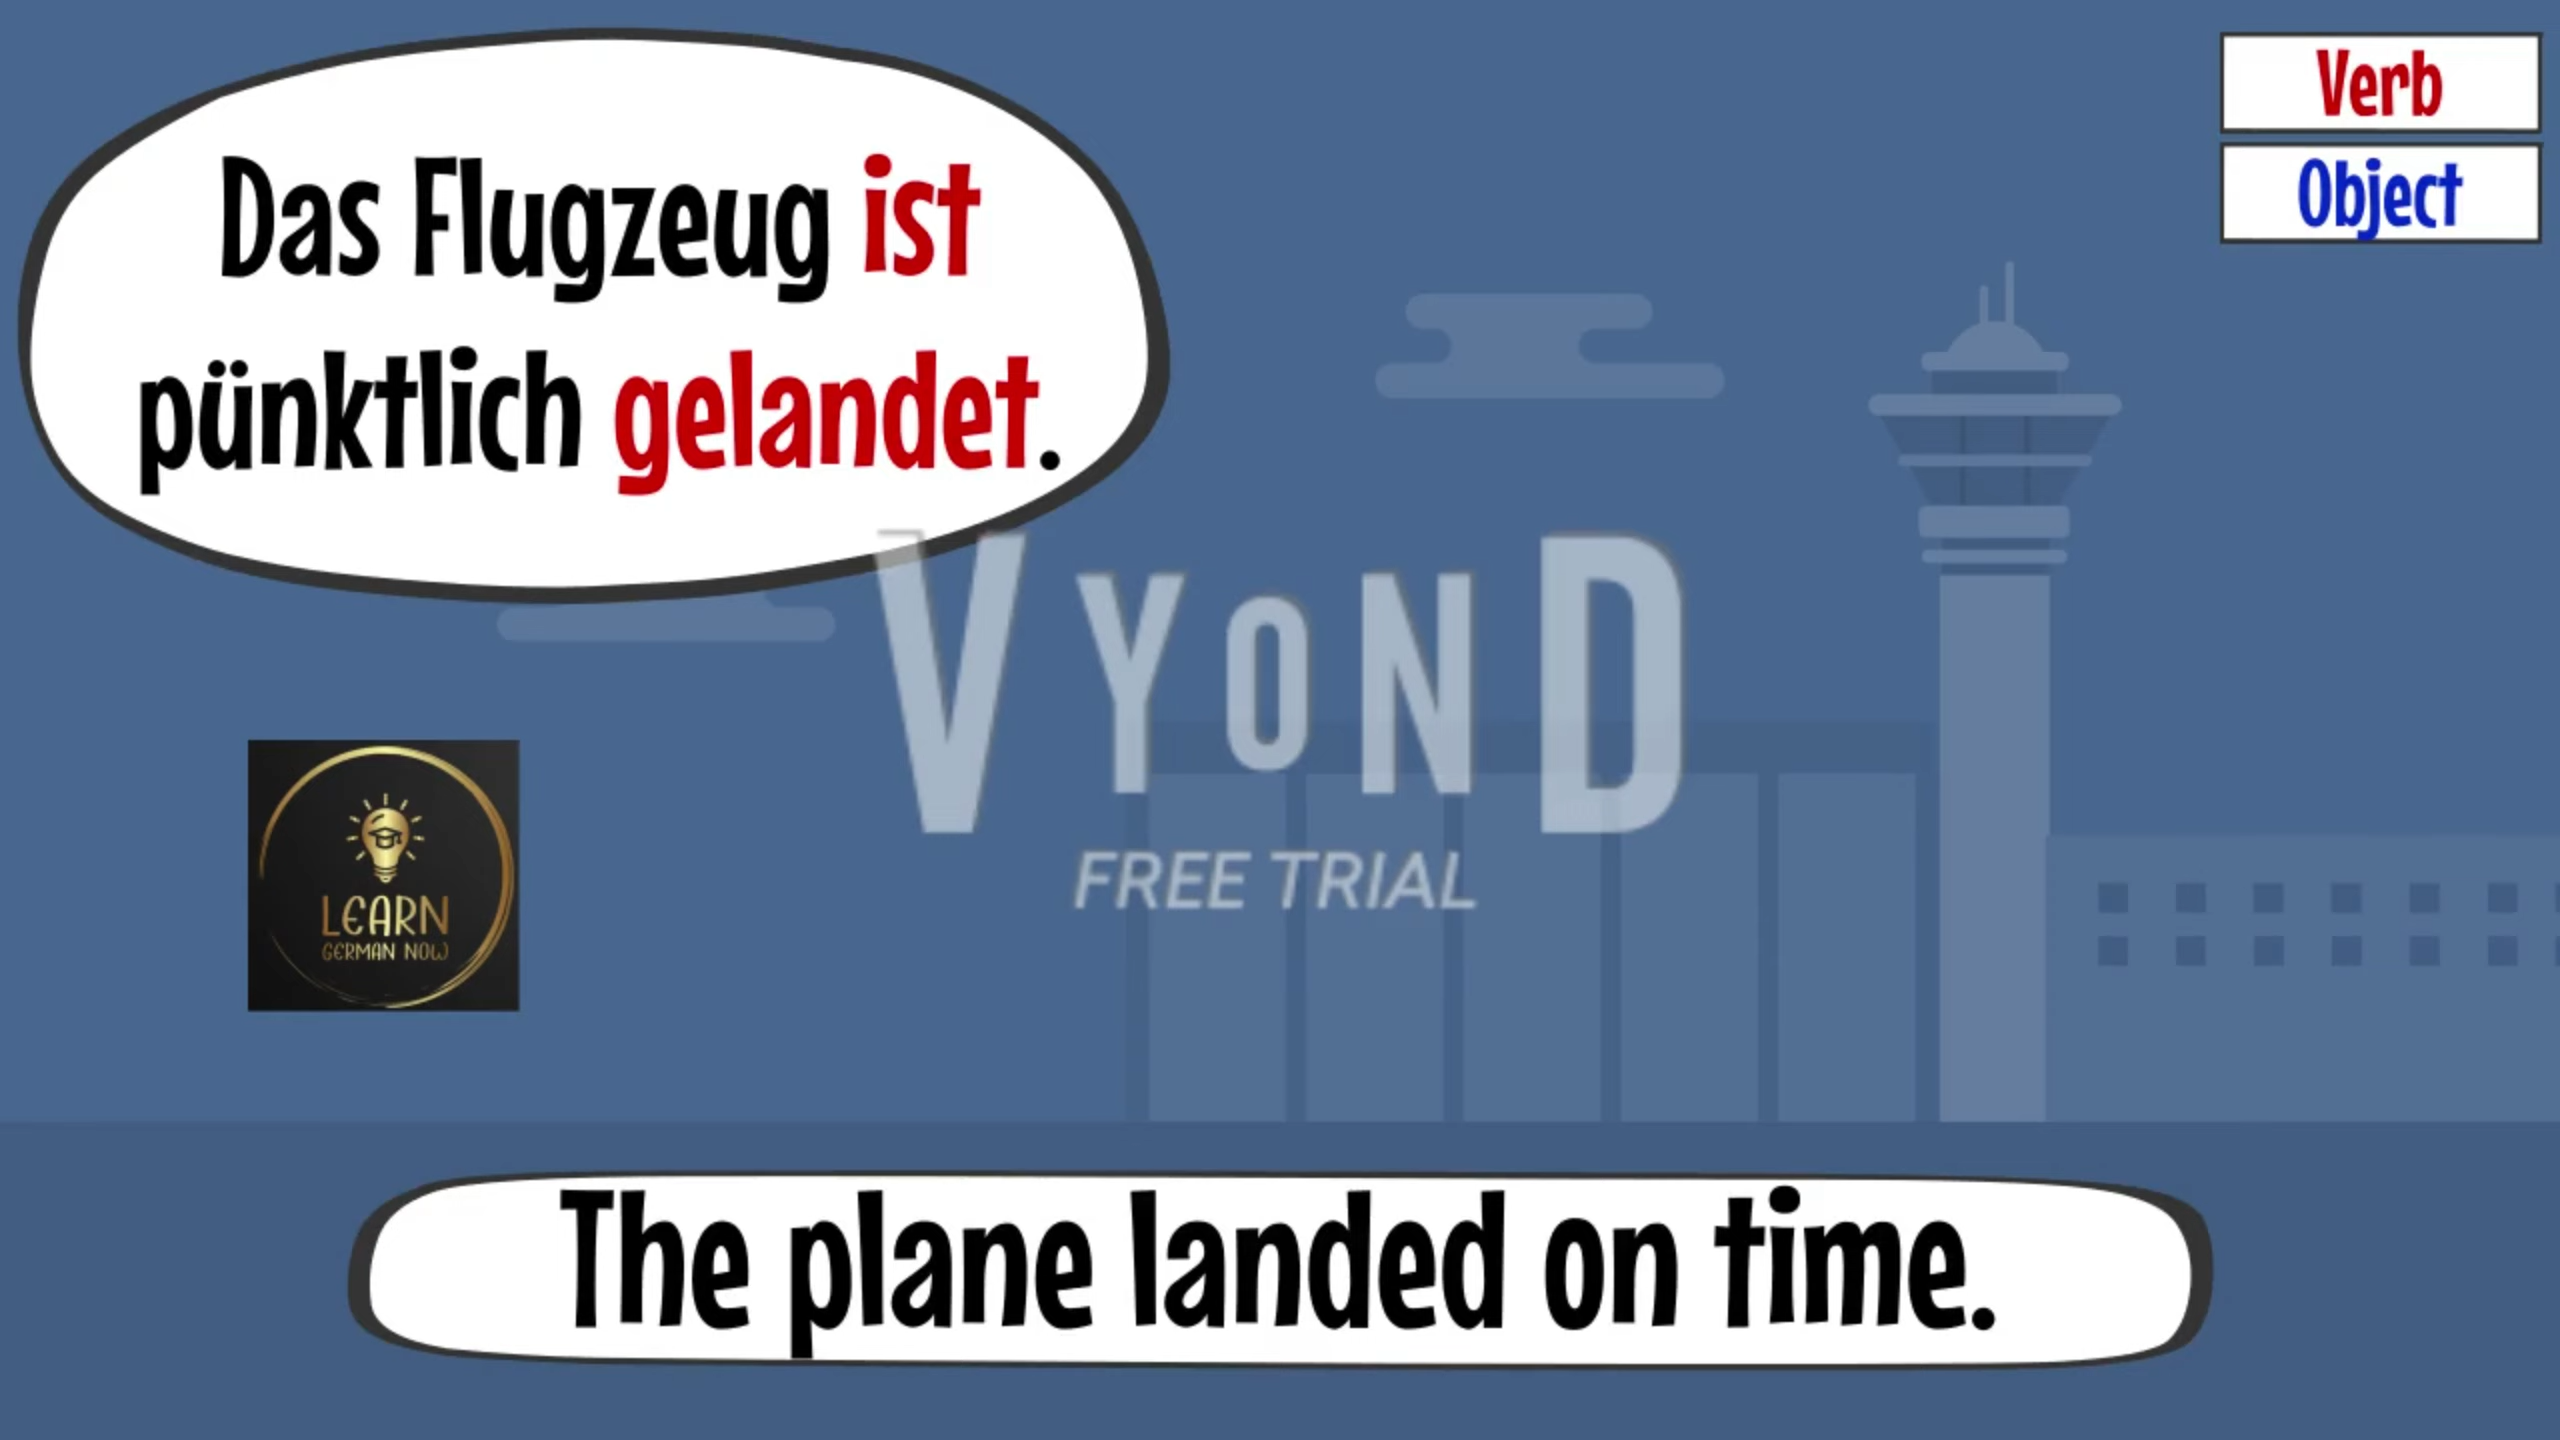 Das Flugzeug ist
pünktlich gelandet.
Verb
Object
VYOND
FREE TRIAL
LEARN
GERMAN NOW
The plane landed on time.